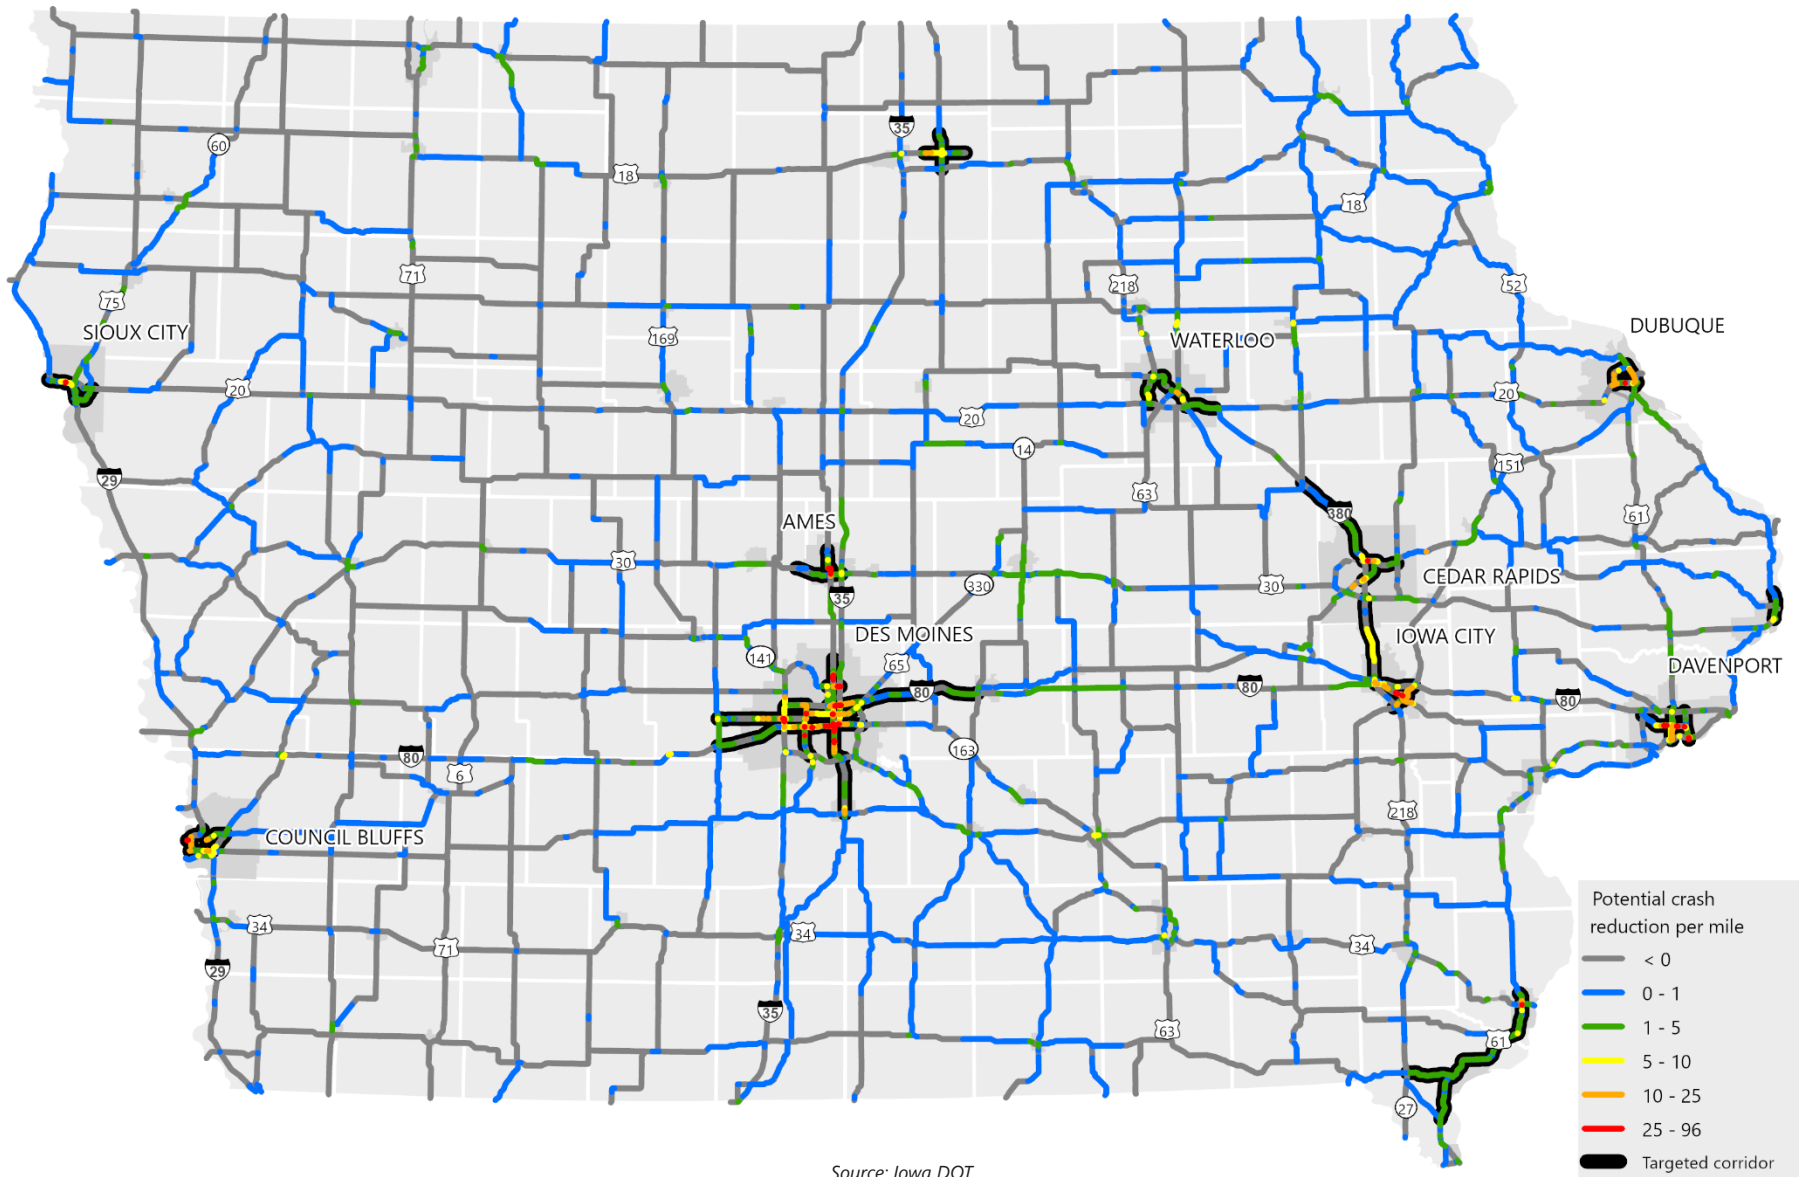 35
60
18
18
71
218
52
75
SIOUX CITY
DUBUQUE
169
WATERLOO
20
20
20
14
151
29
63
380
61
AMES
30
330
30
CEDAR RAPIDS
35
DES MOINES
IOWA CITY
141
65
DAVENPORT
80
80
80
163
80
6
218
COUNCIL BLUFFS
34
34
34
71
29
35
63
61
27
Potential crash
reduction per mile
< 0
0 - 1
1 - 5
5 - 10
10 - 25
25 - 96
Targeted corridor
Source: Iowa DOT